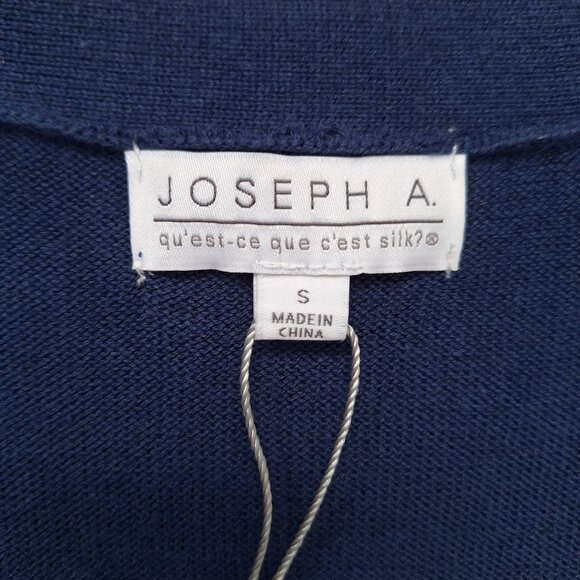 JOSEPH A.
qu'est-ce que c'est silk?®
S
MADE IN
CHINA